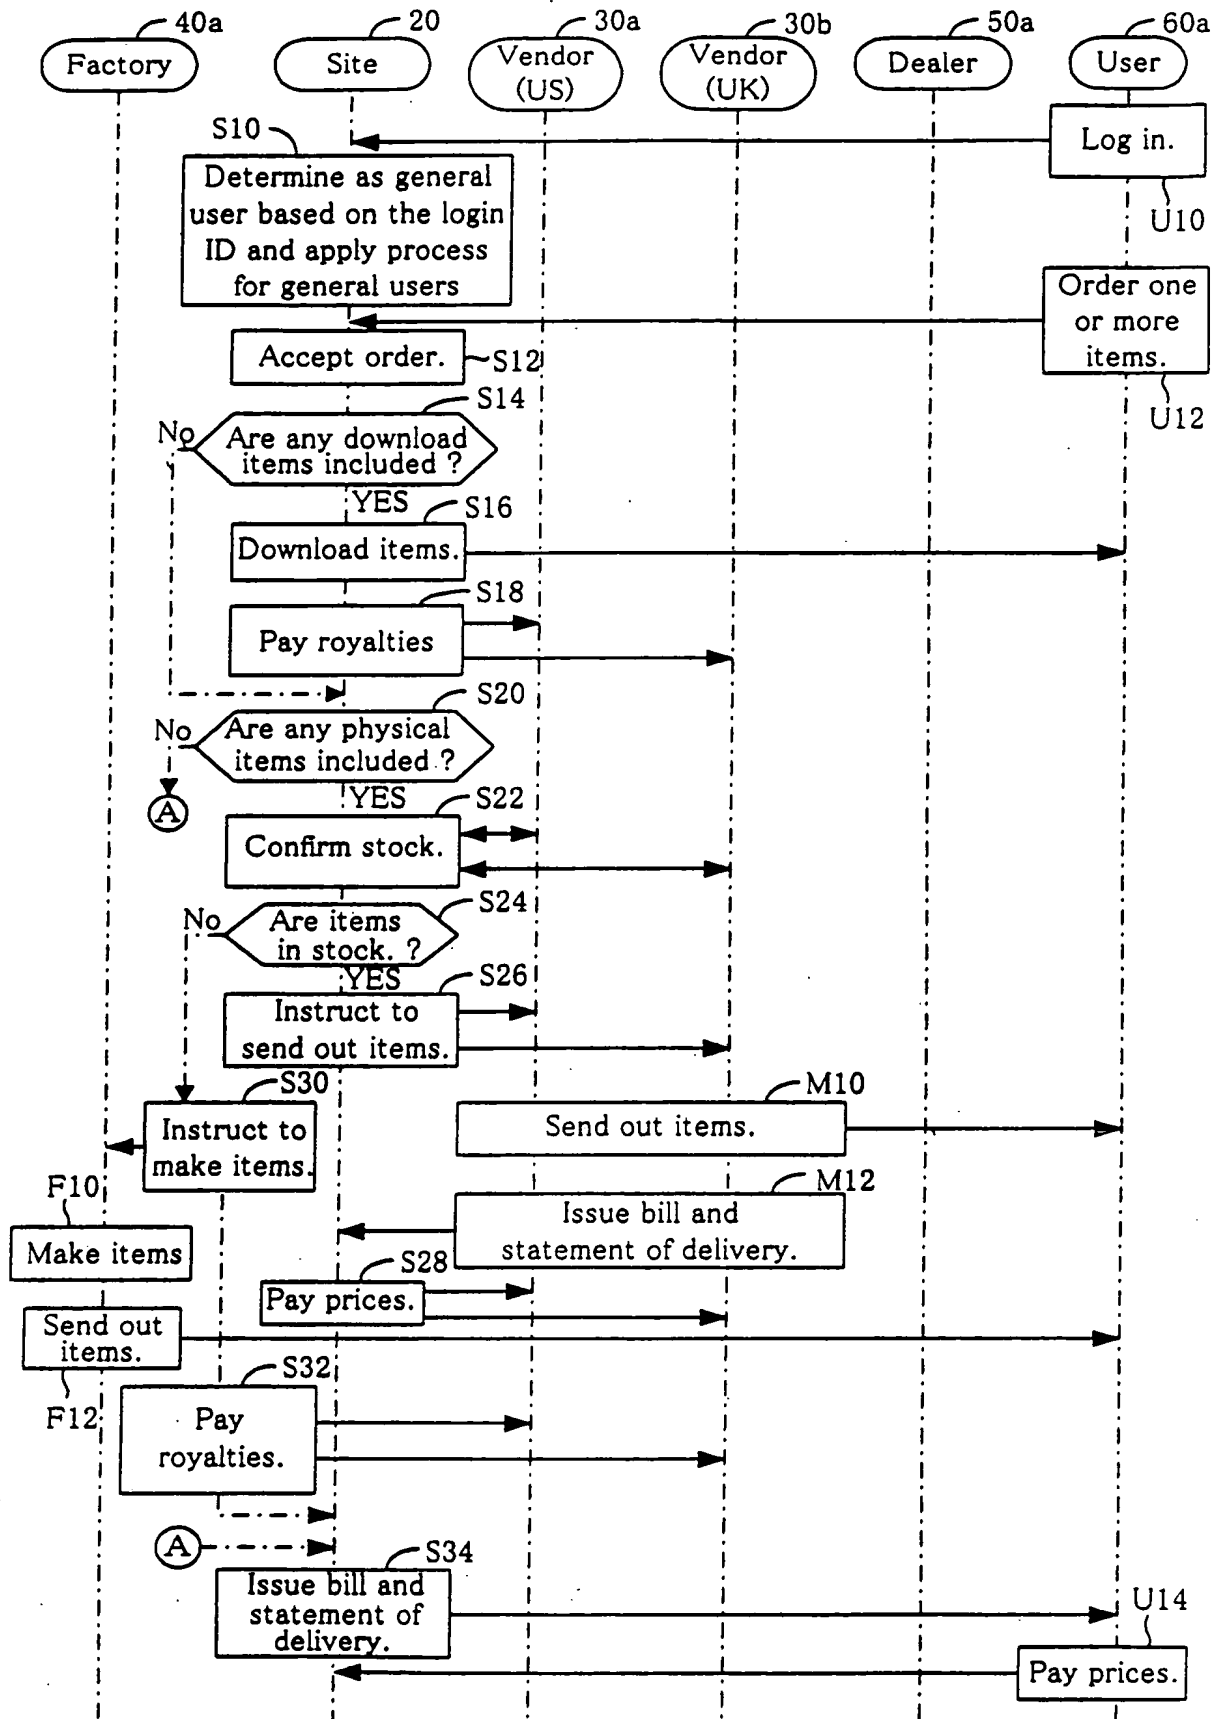 40a
20
30a
30b
50a
60a
Factory
Site
Vendor
(US)
Vendor
(UK)
Dealer
User
Log in.
U10
S10
Determine as general
user based on the login
ID and apply process
for general users
Order one
or more
items.
U12
Accept order.
S12
S14
No
Are any download
items included ?
YES
S16
Download items.
S18
Pay royalties
S20
No
Are any physical
items included ?
A
YES
S22
Confirm stock.
S24
No
Are items
in stock. ?
YES
S26
Instruct to
send out items.
S30
Instruct to
make items.
M10
Send out items.
F10
Make items
M12
Issue bill and
statement of delivery.
S28
Pay prices.
Send out
items.
F12
S32
Pay
royalties.
A
S34
Issue bill and
statement of
delivery.
U14
Pay prices.